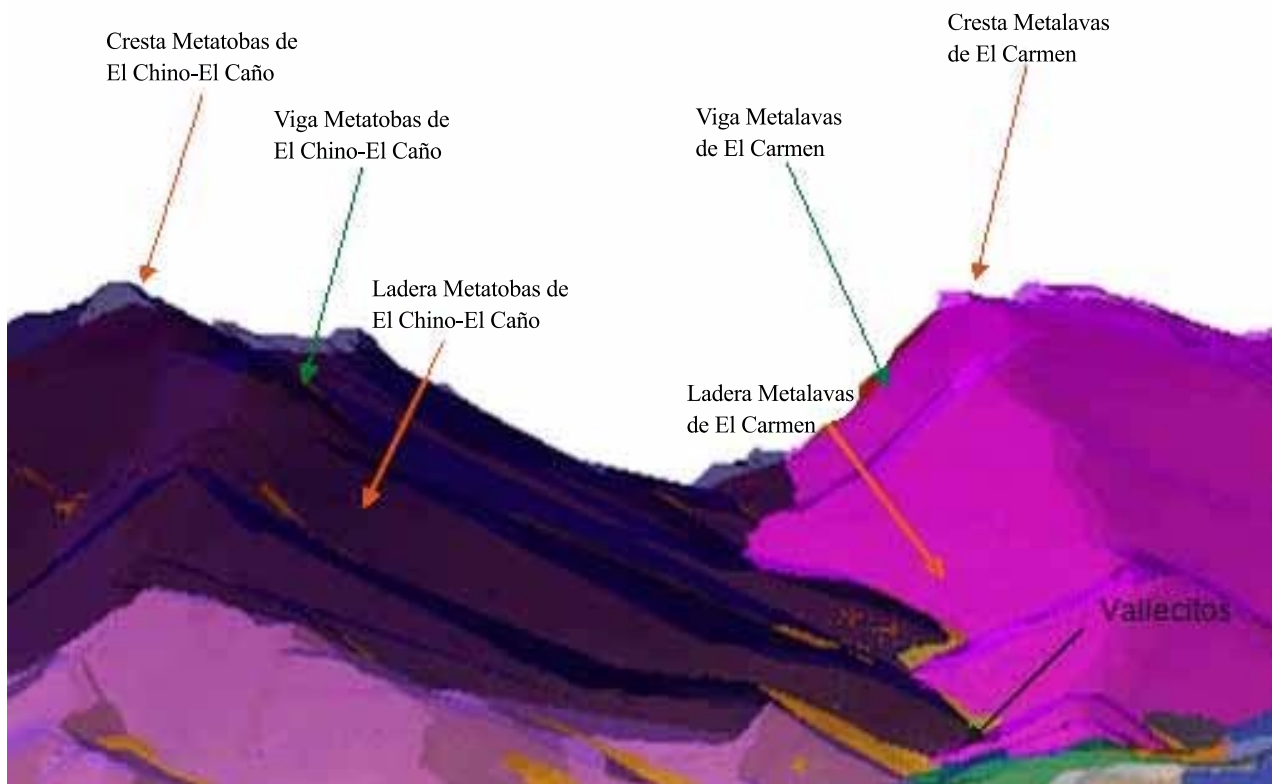 Cresta Metatobas de
El Chino-El Caño
Viga Metatobas de
El Chino-El Caño
Ladera Metatobas de
El Chino-El Caño
Cresta Metalavas
de El Carmen
Viga Metalavas
de El Carmen
Ladera Metalavas
de El Carmen
Vallecitos